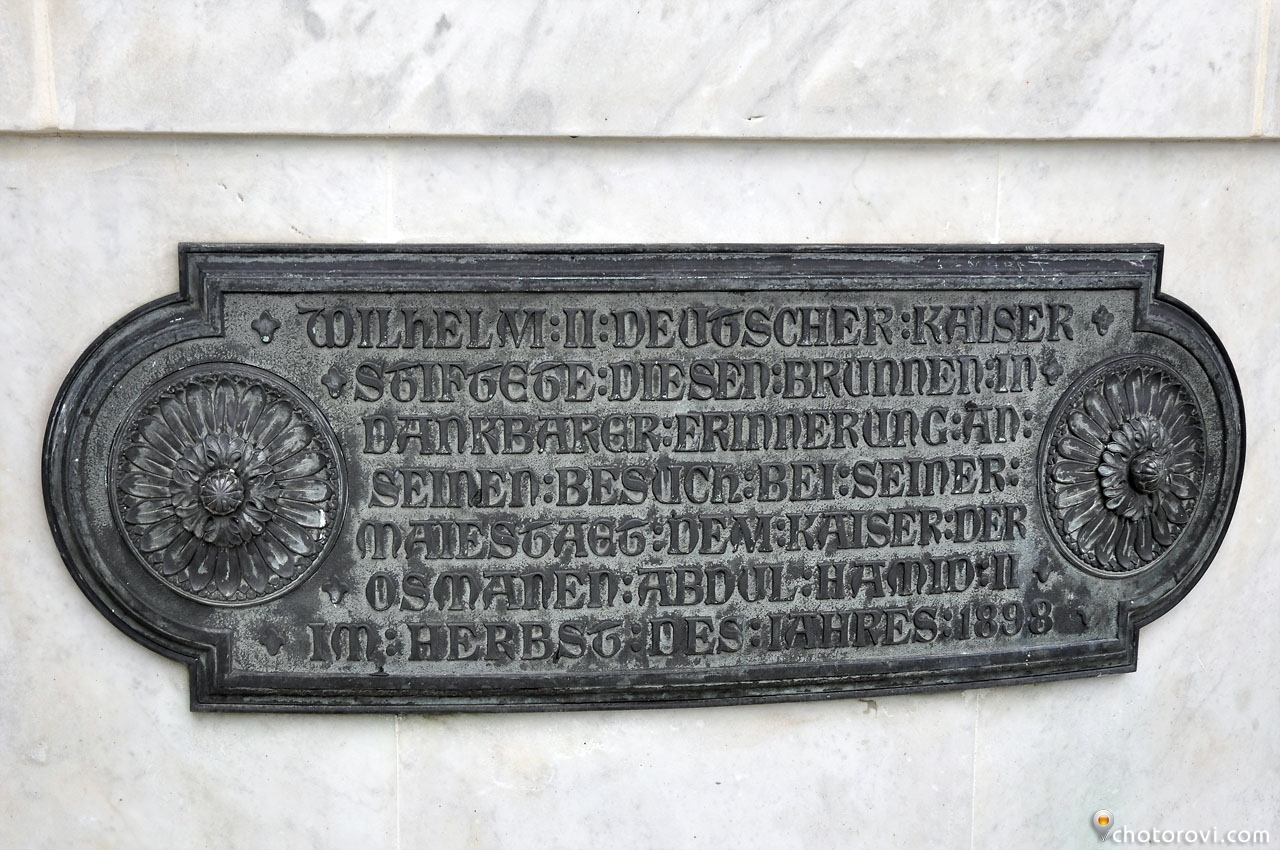 WILHELM:II:DEUTSCHER:KAISER
STIFTETE:DIESEN:BRUNNEN:IN
DANKBARER:ERINNERUNG:AN:
SEINEN:BESUCH:BEI:SEINER:
MAIESTAET:DEM:KAISER:DER
OSMANEN:ABDUL:HAMID:II
IM:HERBST:DES:IAHRES:1898
chotorovi.com